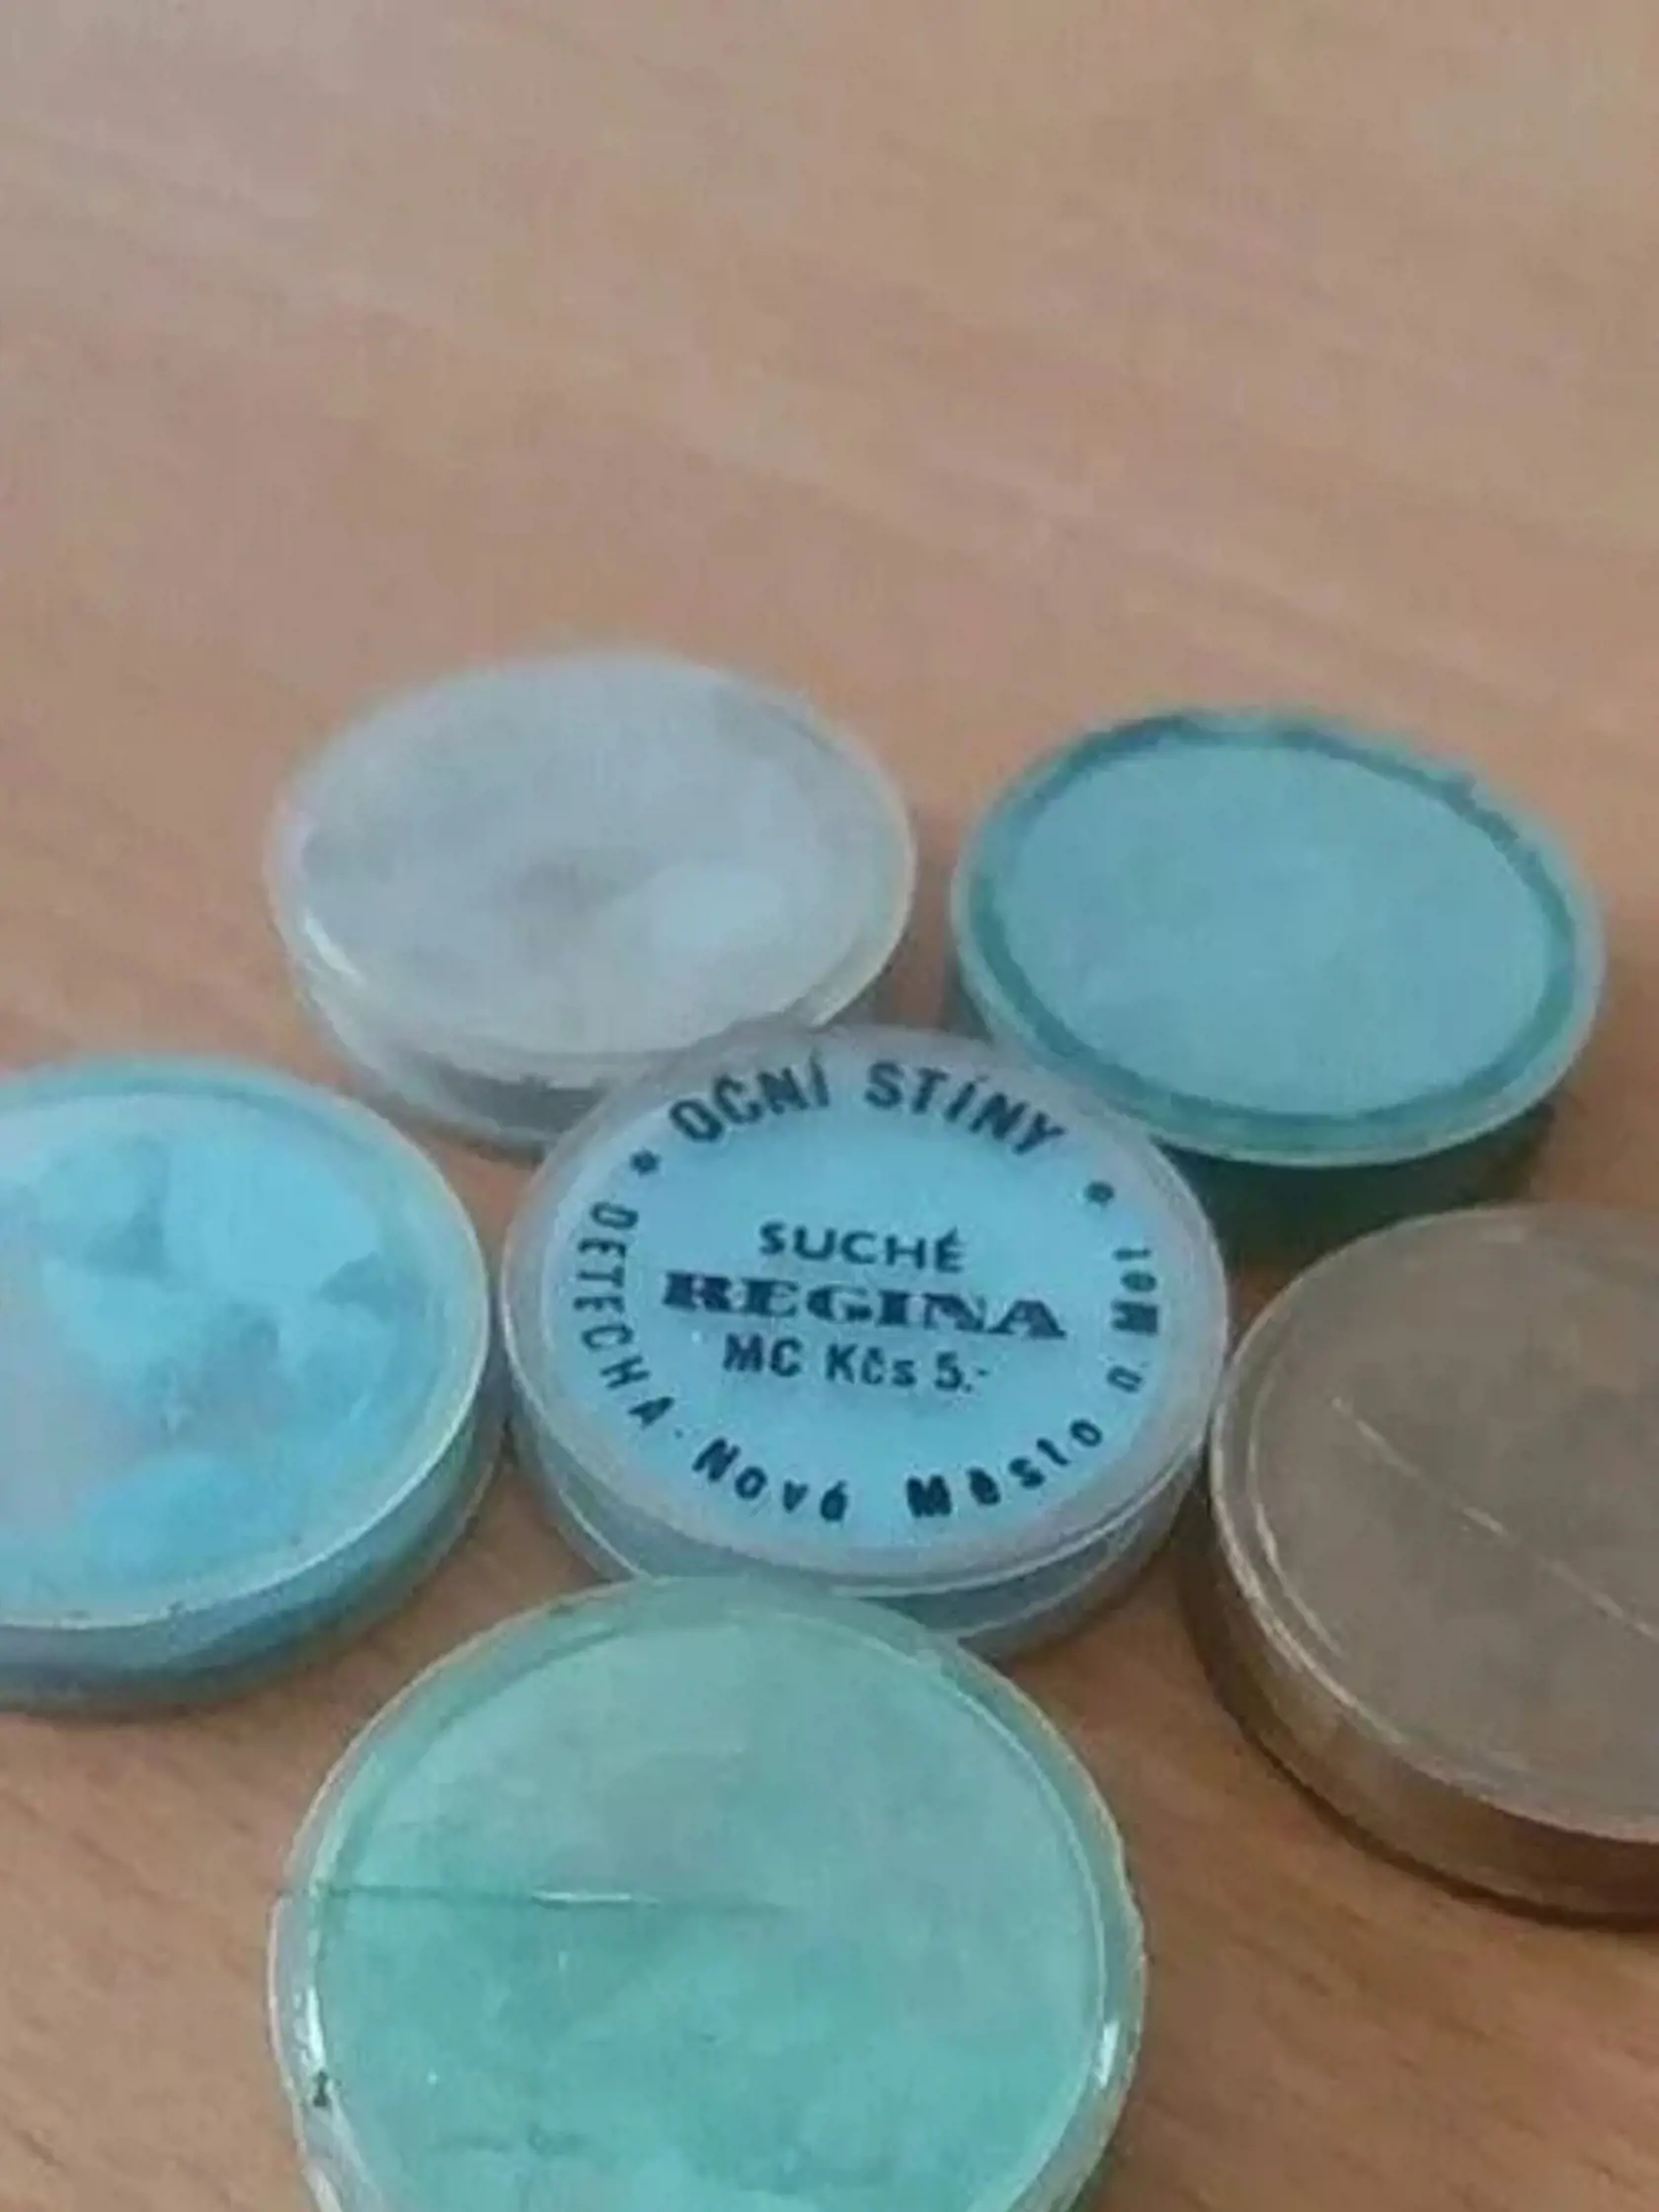 OČNÍ STÍNY
SUCHÉ
REGINA
MC Kčs 5.-
DETECHA - Nové Město n. Met